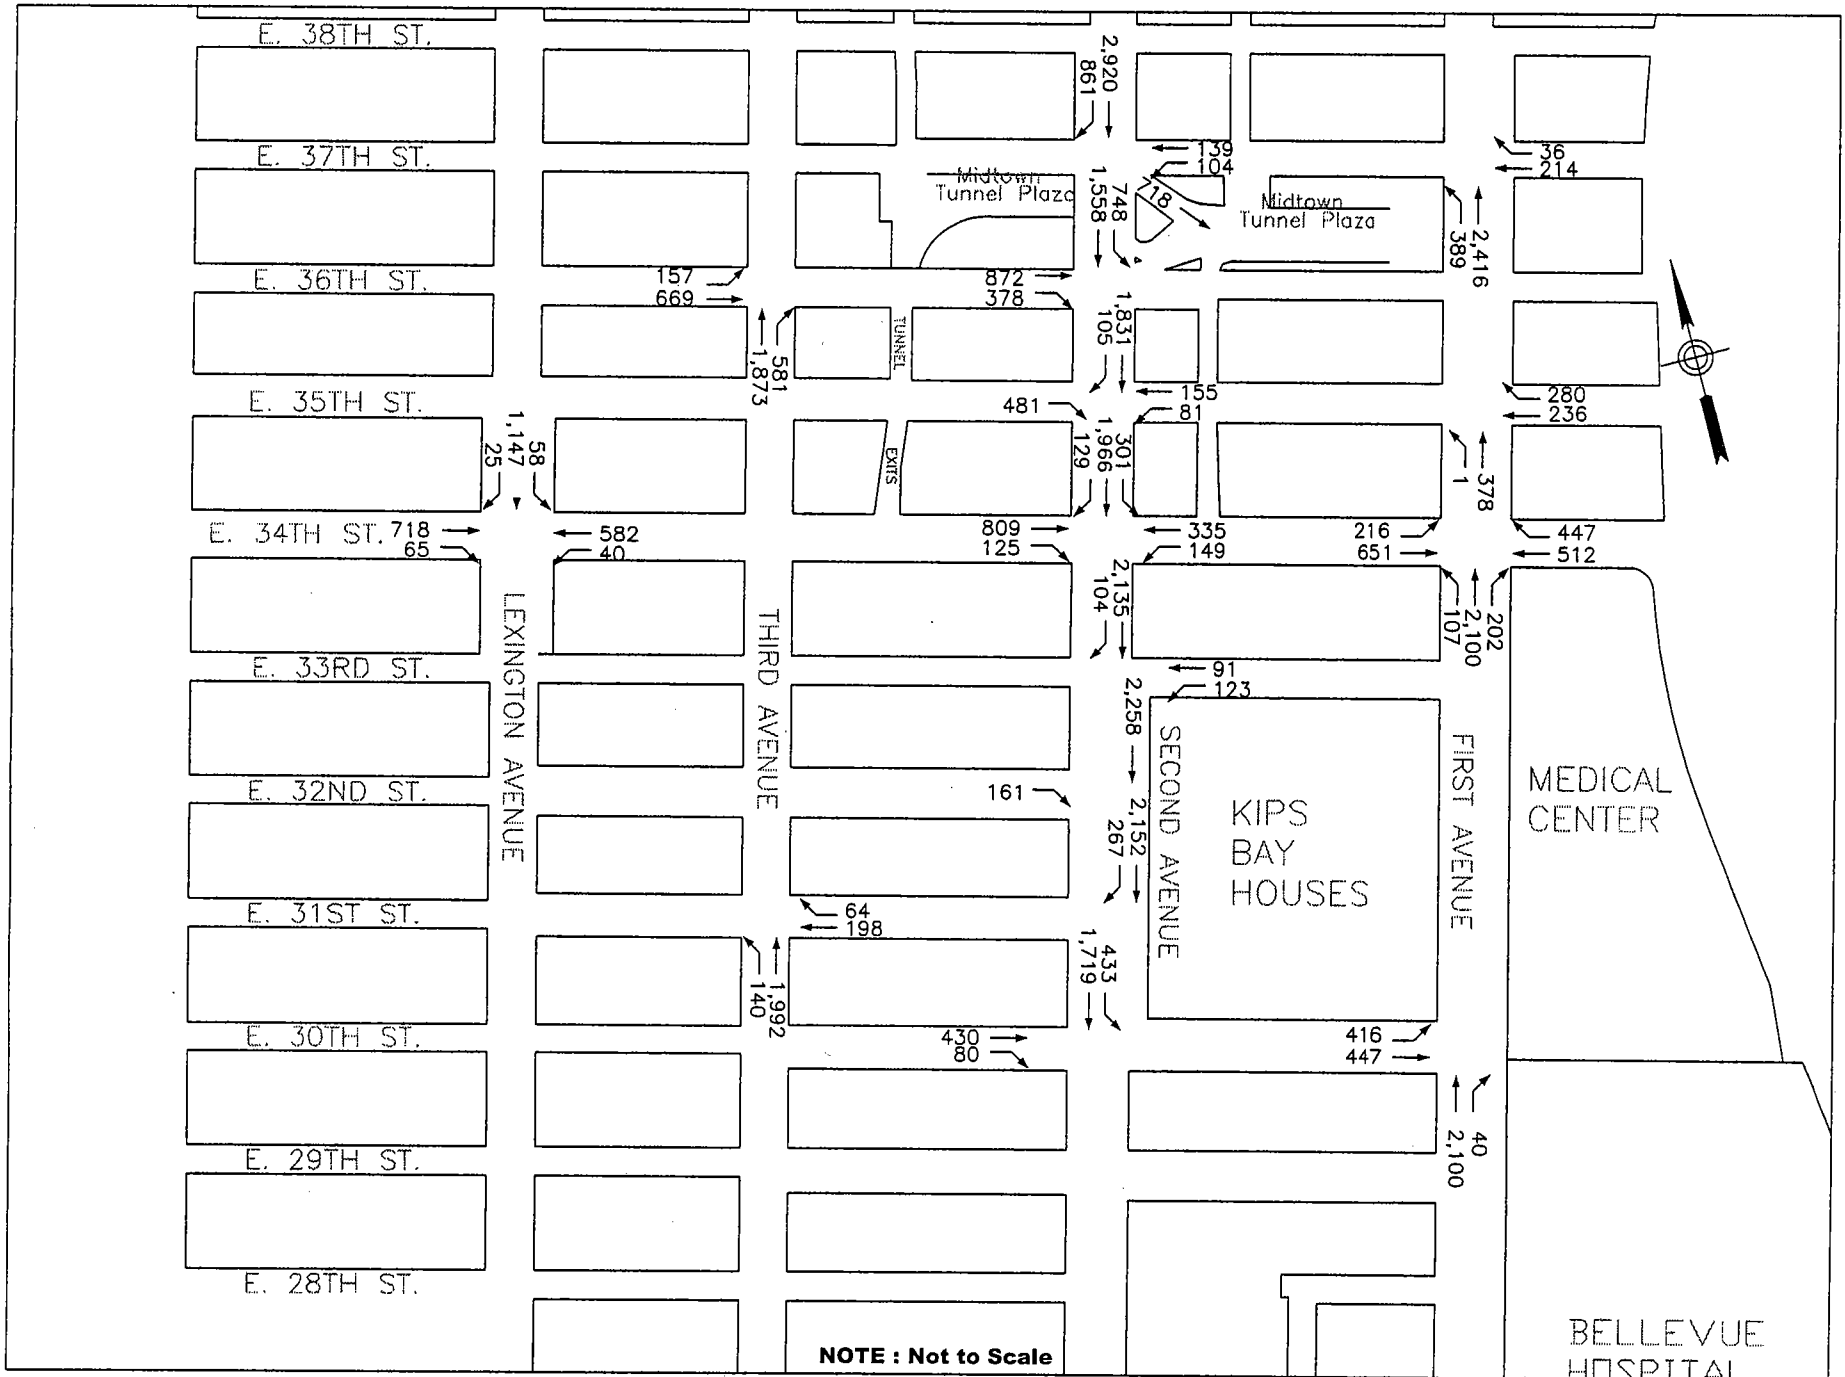 E. 38TH ST.
2,920
861
E. 37TH ST.
139
104
36
214
Midtown
Tunnel Plaza
1,558
748
718
Midtown
Tunnel Plaza
389
2,416
E. 36TH ST.
157
669
872
378
581
1,873
TUNNEL
1,831
105
E. 35TH ST.
155
81
280
236
481
58
1,147
25
EXITS
301
1,966
129
1
378
E. 34TH ST.
718
65
582
40
809
125
335
149
216
651
447
512
2,135
104
202
2,100
107
E. 33RD ST.
91
123
LEXINGTON AVENUE
THIRD AVENUE
2,258
SECOND AVENUE
FIRST AVENUE
MEDICAL
CENTER
E. 32ND ST.
161
2,152
267
KIPS
BAY
HOUSES
E. 31ST ST.
64
198
433
1,719
1,992
140
E. 30TH ST.
430
80
416
447
40
2,100
E. 29TH ST.
E. 28TH ST.
NOTE : Not to Scale
BELLEVUE
HOSPITAL